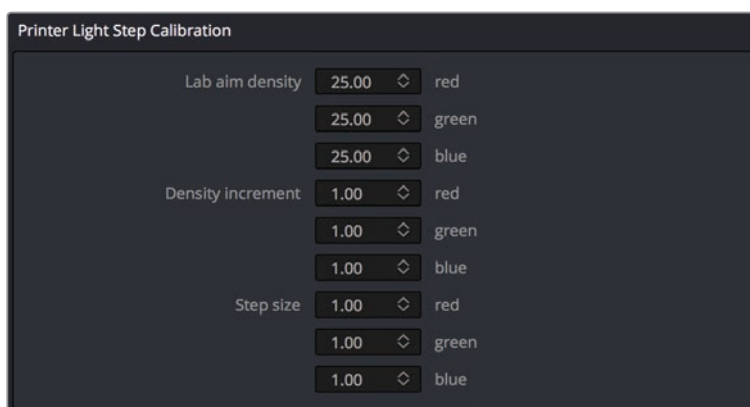 Printer Light Step Calibration
Lab aim density 25.00 red
25.00 green
25.00 blue
Density increment 1.00 red
1.00 green
1.00 blue
Step size 1.00 red
1.00 green
1.00 blue